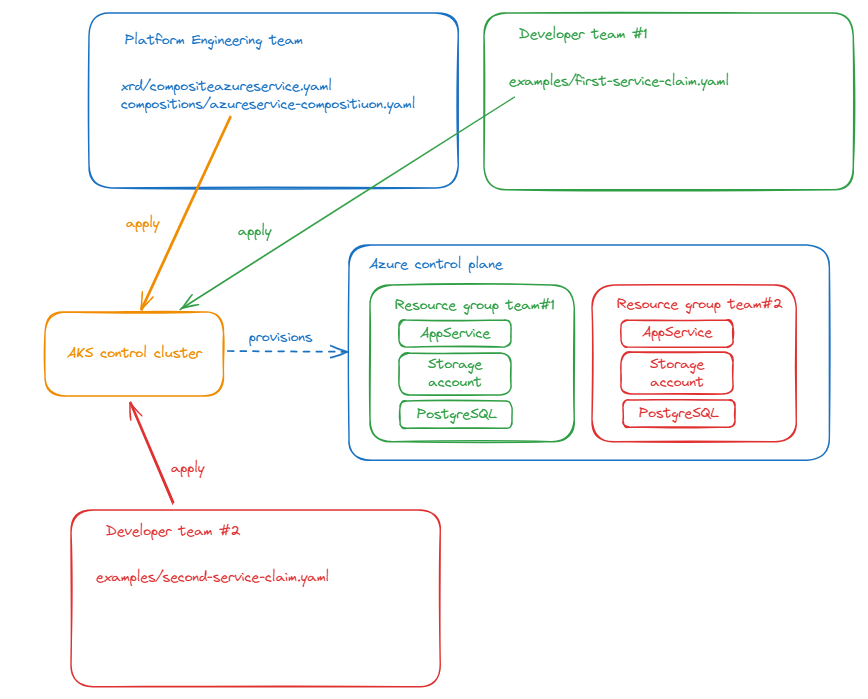 Platform Engineering team
xrd/compositeazureservice.yaml
compositions/azureservice-compositiuon.yaml
Developer team #1
examples/first-service-claim.yaml
apply
apply
Azure control plane
Resource group team#1
AppService
Storage
account
PostgreSQL
Resource group team#2
AppService
Storage
account
PostgreSQL
AKS control cluster
provisions
apply
Developer team #2
examples/second-service-claim.yaml